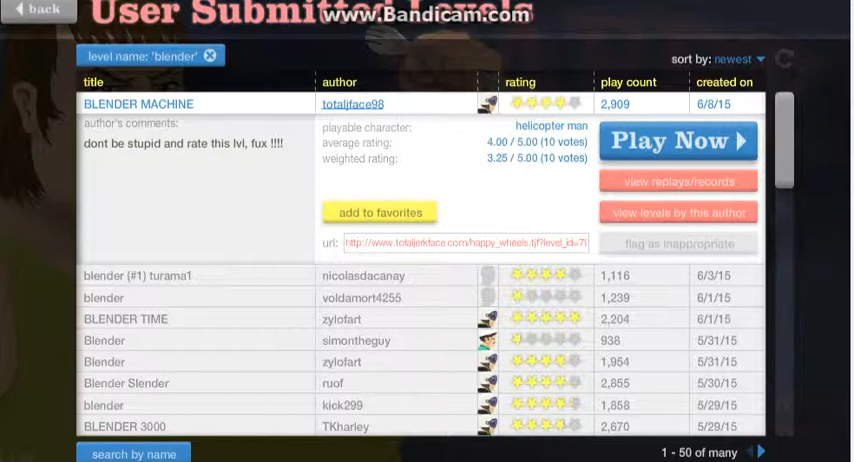 back
User Submitted Levels
www.Bandicam.com
level name: 'blender'
sort by: newest
title author rating play count created on
BLENDER MACHINE totaljface98 2,909 6/8/15
author's comments:
dont be stupid and rate this lvl, fux !!!!
playable character: helicopter man
average rating: 4.00 / 5.00 (10 votes)
weighted rating: 3.25 / 5.00 (10 votes)
Play Now
view replays/records
add to favorites
view levels by this author
url: http://www.totaljerkface.com/happy_wheels.tjf?level_id=7
flag as inappropriate
blender (#1) turama1 nicolasdacanay 1,116 6/3/15
blender voldamort4255 1,239 6/1/15
BLENDER TIME zylofart 2,204 6/1/15
Blender simontheguy 938 5/31/15
Blender zylofart 1,954 5/31/15
Blender Slender ruof 2,855 5/30/15
blender kick299 1,858 5/29/15
BLENDER 3000 TKharley 2,670 5/29/15
search by name
1 - 50 of many